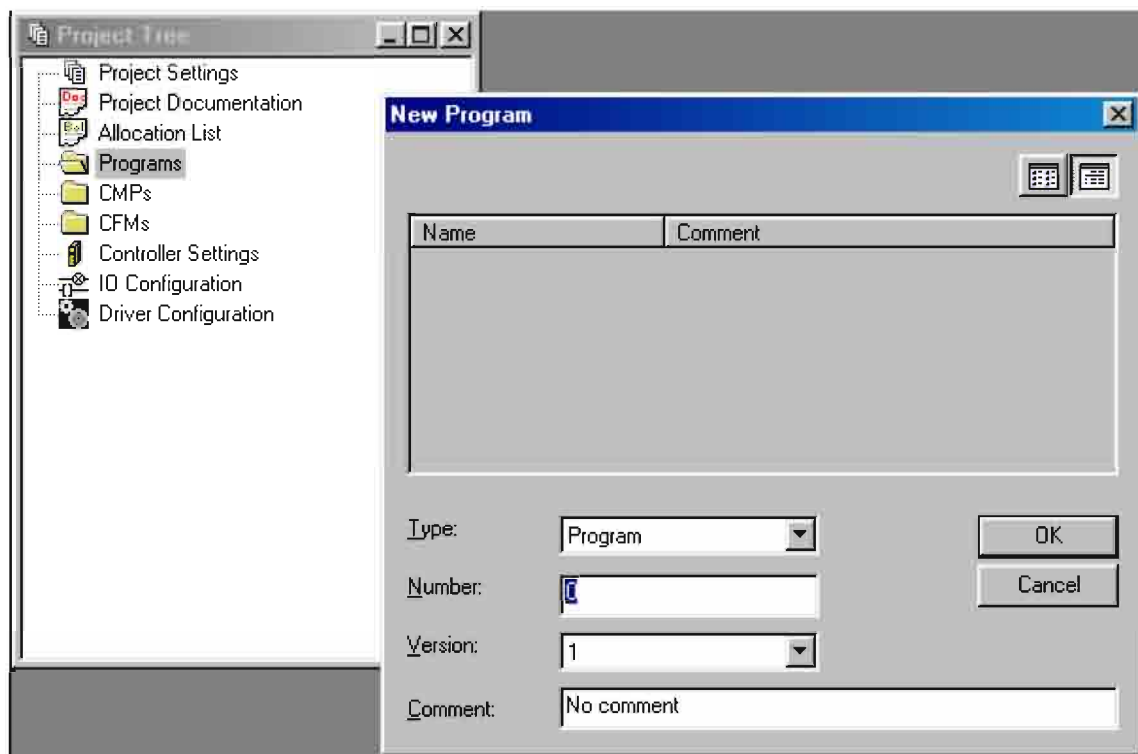 Project Tree
Project Settings
Doc
Project Documentation
Allocation List
Programs
CMPs
CFMs
Controller Settings
IO Configuration
Driver Configuration
New Program
Name Comment
Type: Program
OK
Number: 0
Cancel
Version: 1
Comment: No comment